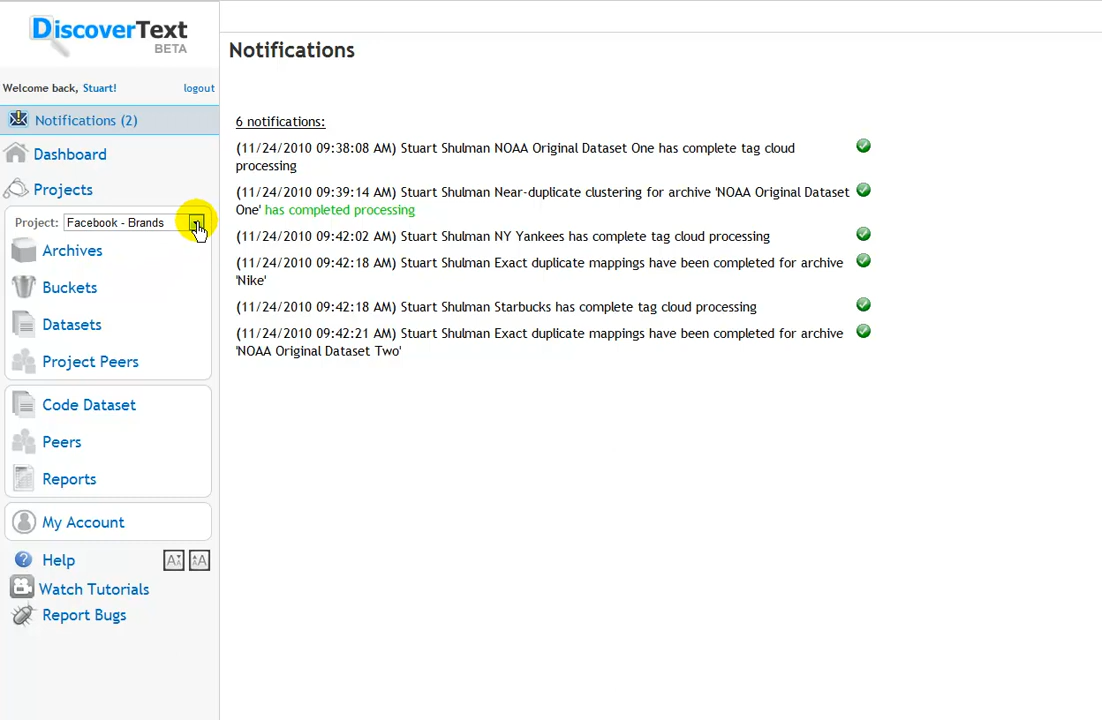 DiscoverText
BETA
Welcome back, Stuart! logout
Notifications (2)
Dashboard
Projects
Project: Facebook - Brands
Archives
Buckets
Datasets
Project Peers
Code Dataset
Peers
Reports
My Account
Help A A
Watch Tutorials
Report Bugs
Notifications
6 notifications:
(11/24/2010 09:38:08 AM) Stuart Shulman NOAA Original Dataset One has complete tag cloud
processing
(11/24/2010 09:39:14 AM) Stuart Shulman Near-duplicate clustering for archive 'NOAA Original Dataset
One' has completed processing
(11/24/2010 09:42:02 AM) Stuart Shulman NY Yankees has complete tag cloud processing
(11/24/2010 09:42:18 AM) Stuart Shulman Exact duplicate mappings have been completed for archive
'Nike'
(11/24/2010 09:42:18 AM) Stuart Shulman Starbucks has complete tag cloud processing
(11/24/2010 09:42:21 AM) Stuart Shulman Exact duplicate mappings have been completed for archive
'NOAA Original Dataset Two'